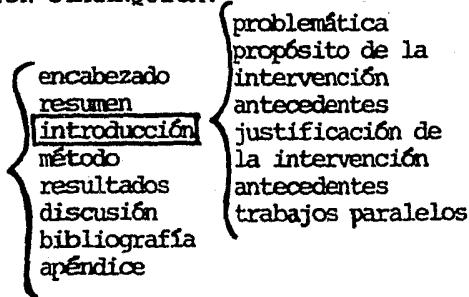 problemática
propósito de la
intervención
antecedentes
justificación de
la intervención
antecedentes
trabajos paralelos
encabezado
resumen
introducción
método
resultados
discusión
bibliografía
apéndice